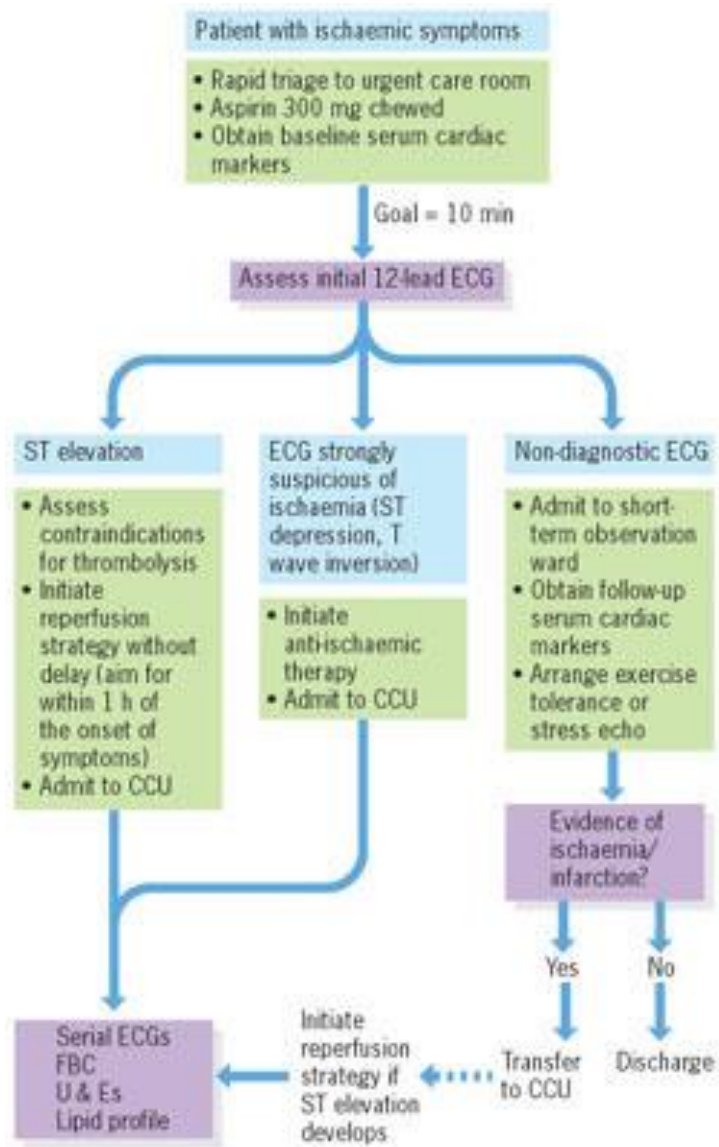 Patient with ischaemic symptoms
• Rapid triage to urgent care room
• Aspirin 300 mg chewed
• Obtain baseline serum cardiac
markers
Goal = 10 min
Assess initial 12-lead ECG
ST elevation
• Assess
contraindications
for thrombolysis
• Initiate
reperfusion
strategy without
delay (aim for
within 1 h of
the onset of
symptoms)
• Admit to CCU
ECG strongly
suspicious of
ischaemia (ST
depression, T
wave inversion)
• Initiate
anti-ischaemic
therapy
• Admit to CCU
Non-diagnostic ECG
• Admit to short-
term observation
ward
• Obtain follow-up
serum cardiac
markers
• Arrange exercise
tolerance or
stress echo
Evidence of
ischaemia/
infarction?
Yes
No
Serial ECGs
FBC
U & Es
Lipid profile
Initiate
reperfusion
strategy if
ST elevation
develops
Transfer
to CCU
Discharge